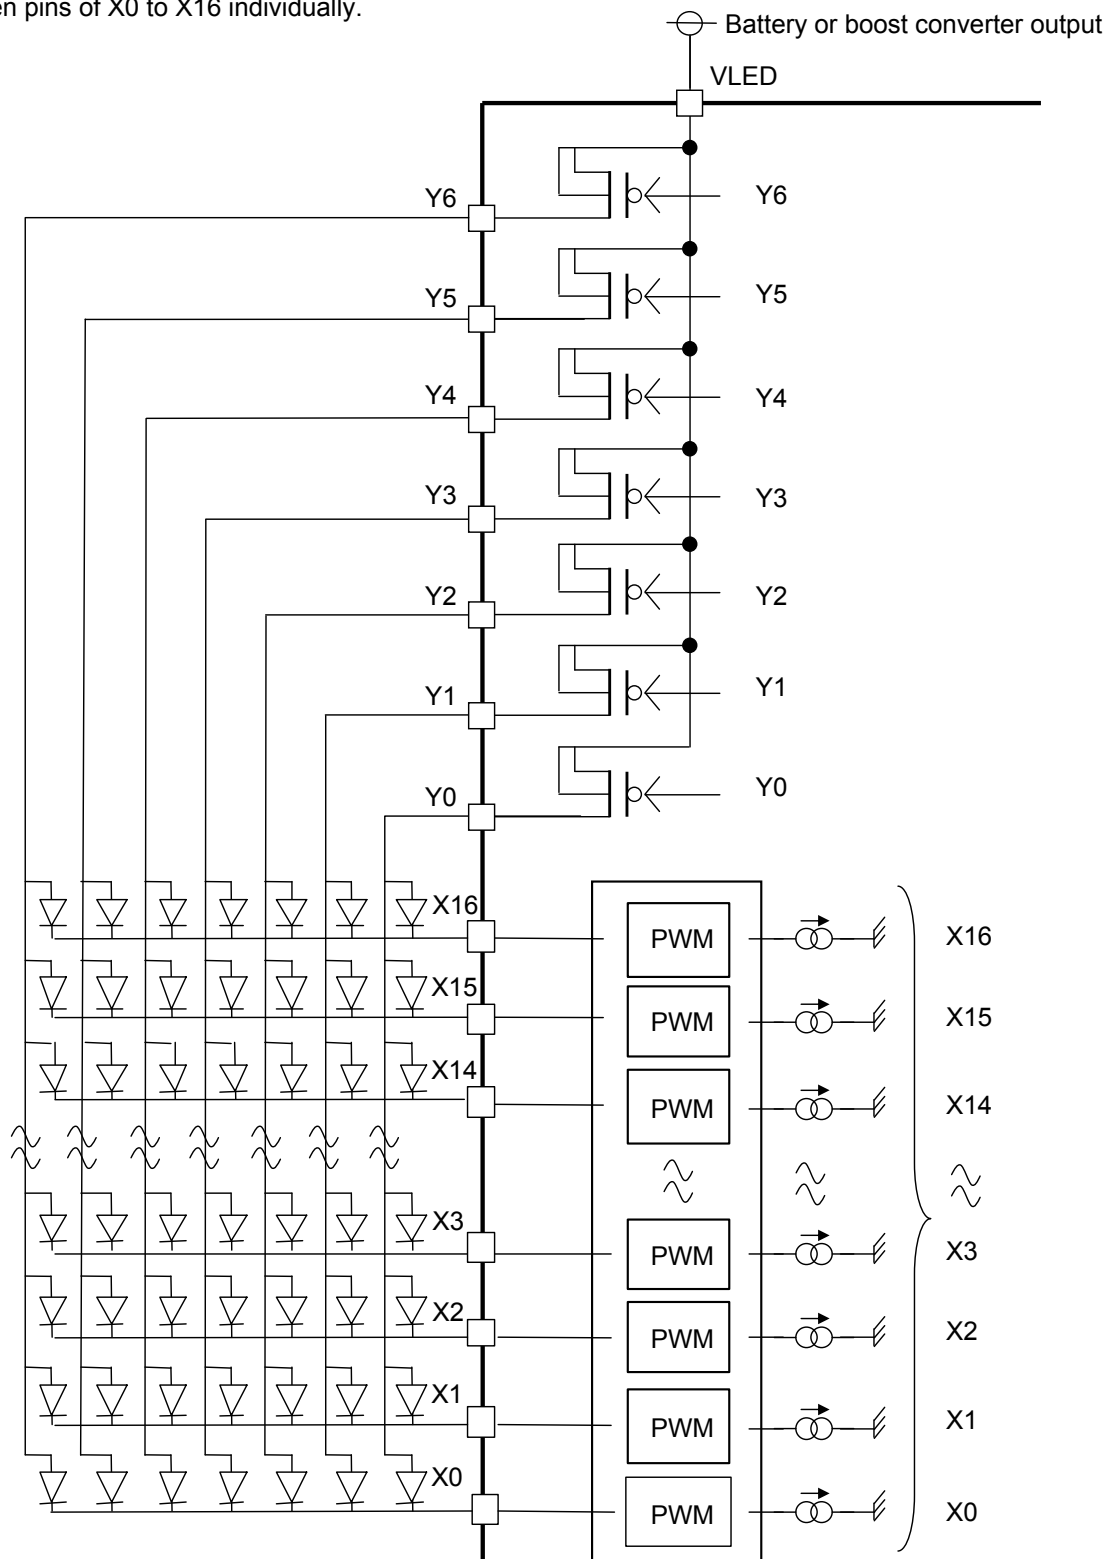 en pins of X0 to X16 individually.
Battery or boost converter output
VLED
Y6
Y6
Y5
Y5
Y4
Y4
Y3
Y3
Y2
Y2
Y1
Y1
Y0
Y0
X16
PWM
X16
X15
PWM
X15
X14
PWM
X14
X3
PWM
X3
X2
PWM
X2
X1
PWM
X1
X0
PWM
X0